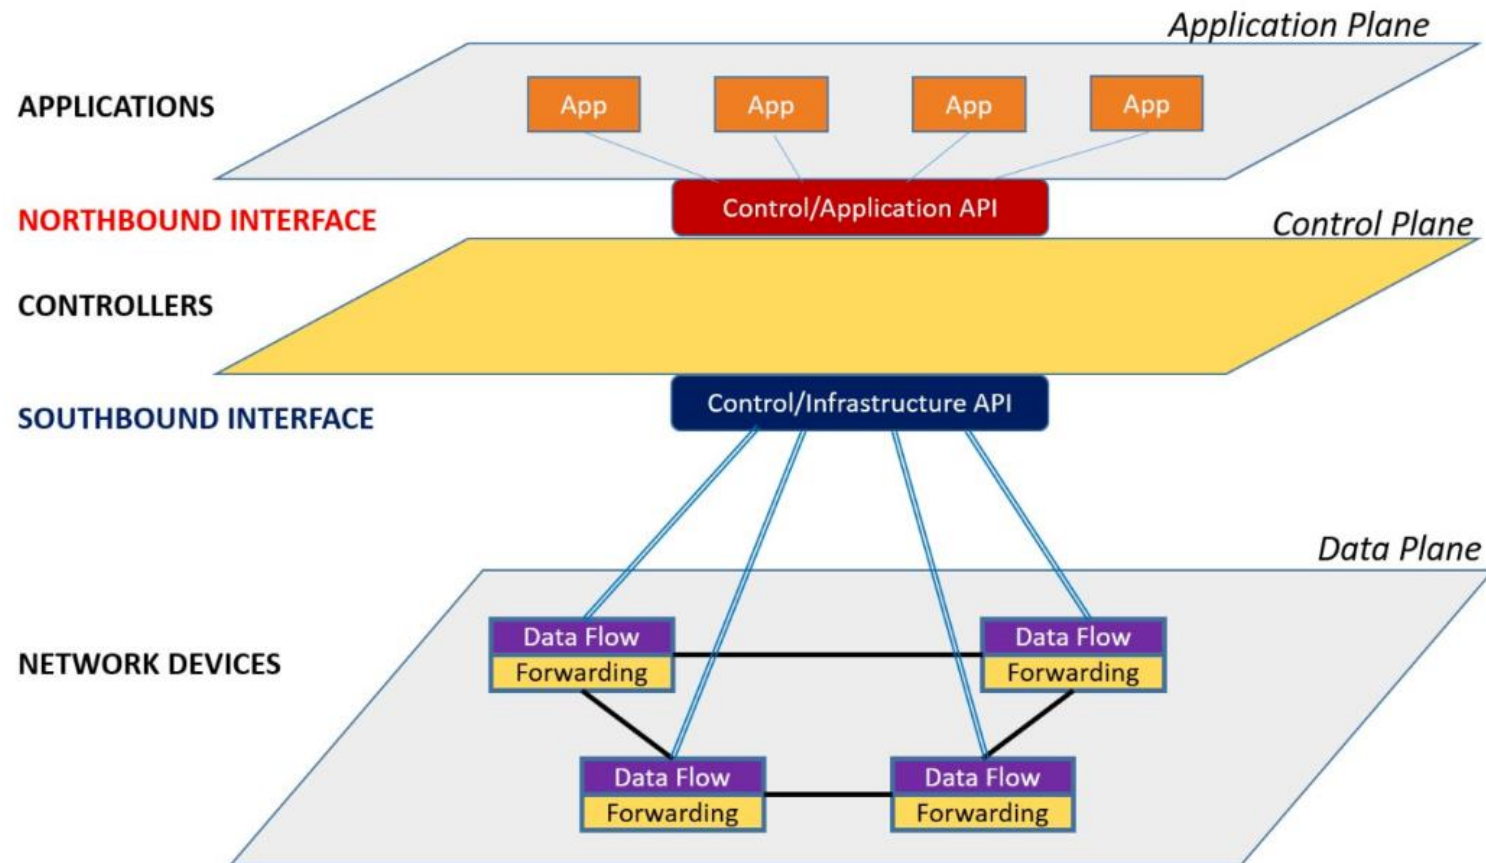 Application Plane
APPLICATIONS
App
App
App
App
NORTHBOUND INTERFACE
Control/Application API
Control Plane
CONTROLLERS
SOUTHBOUND INTERFACE
Control/Infrastructure API
Data Plane
NETWORK DEVICES
Data Flow
Forwarding
Data Flow
Forwarding
Data Flow
Forwarding
Data Flow
Forwarding